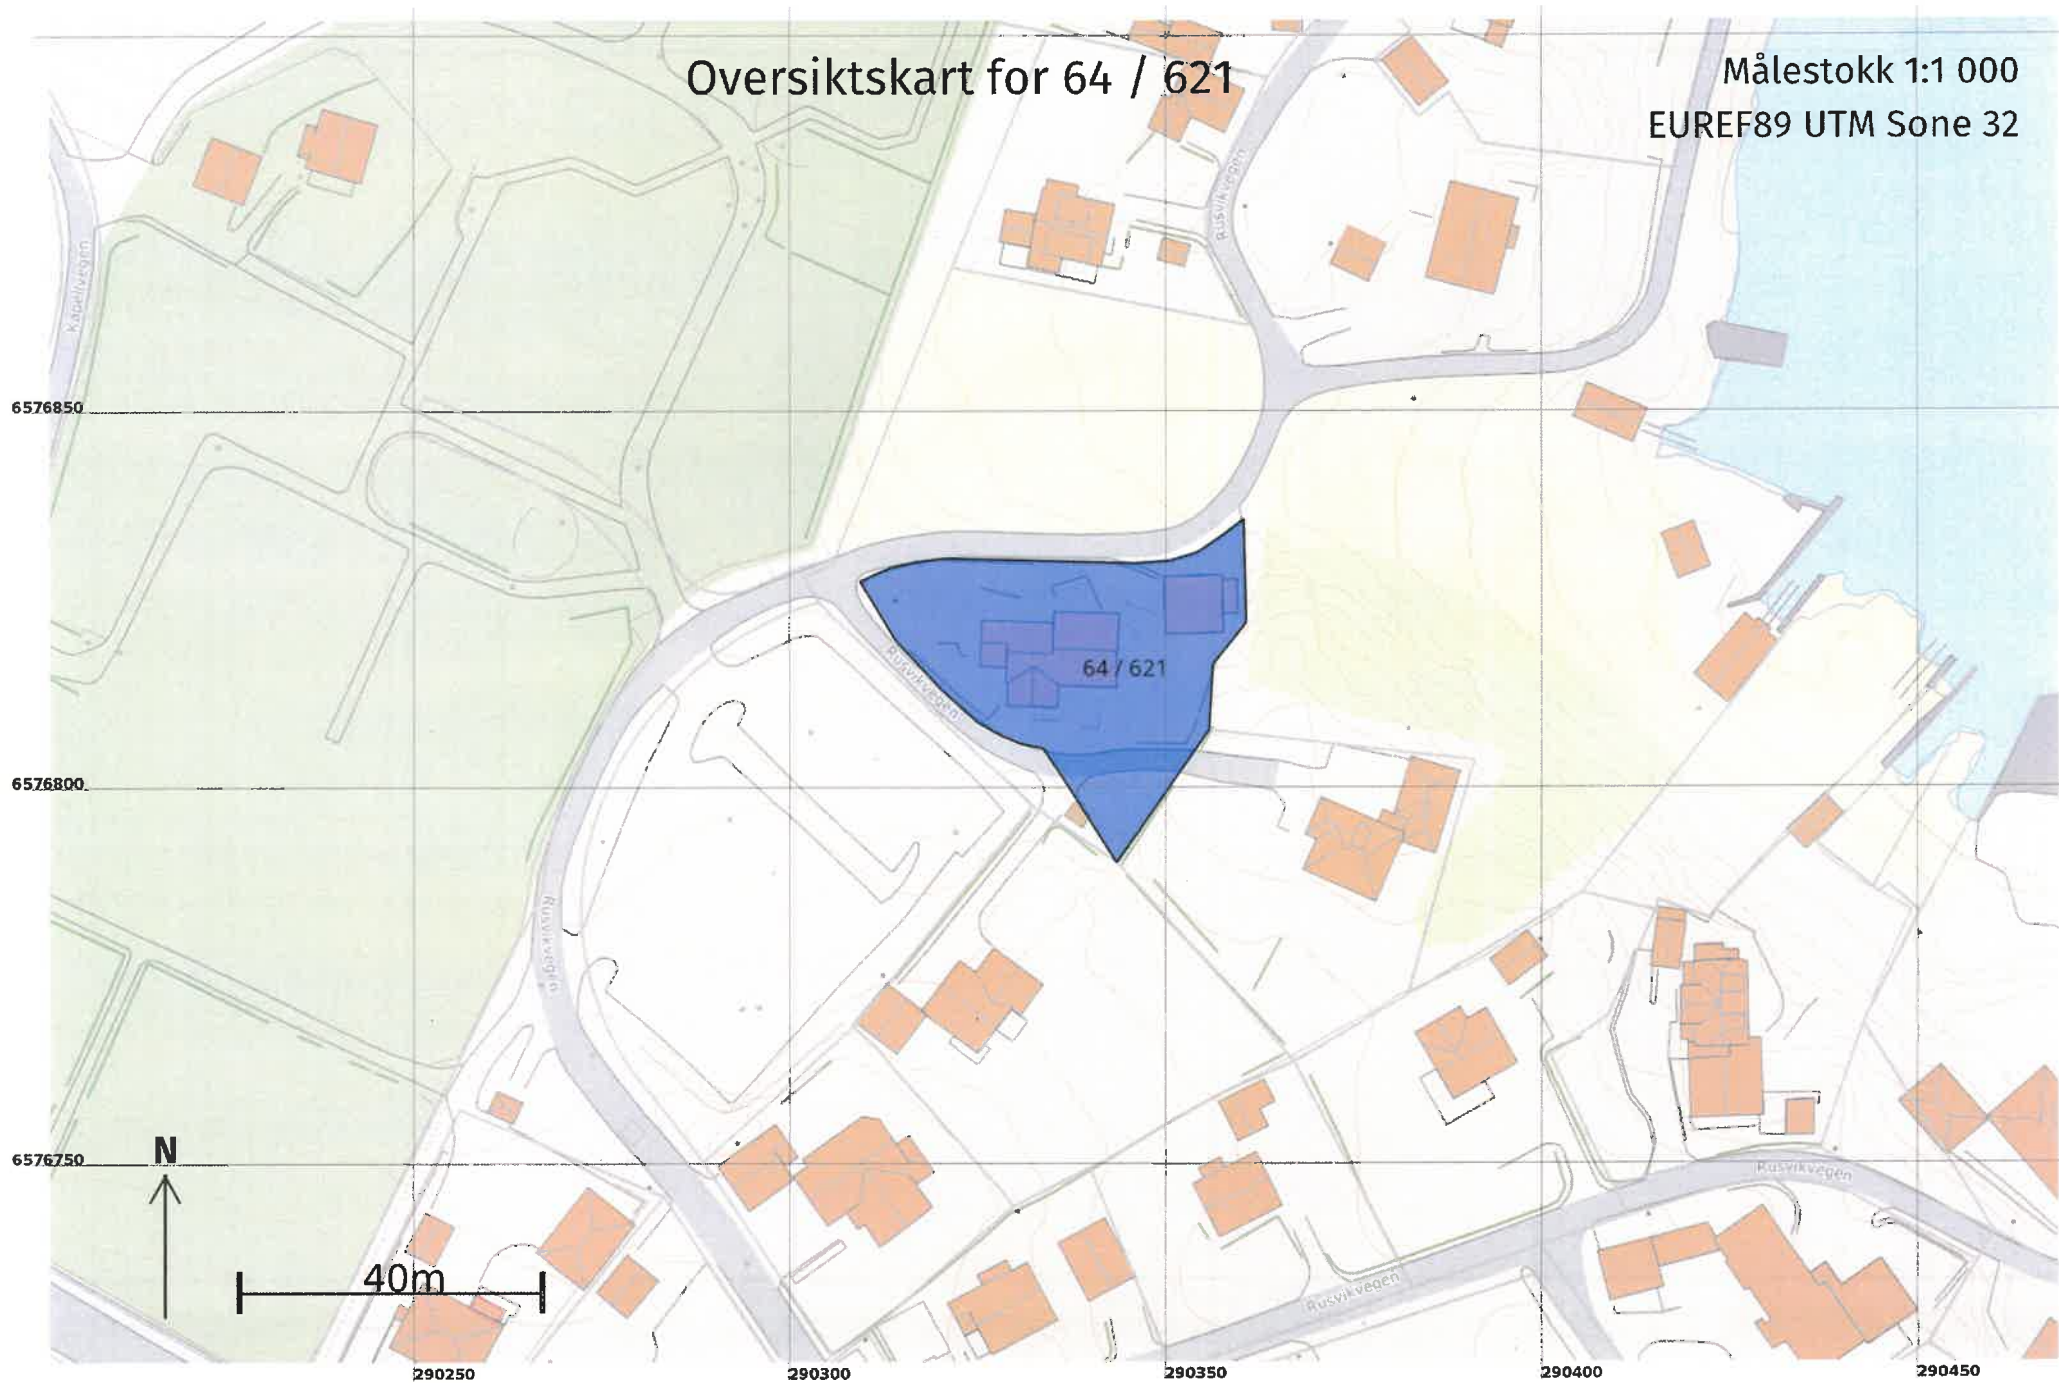 Oversiktskart for 64 / 621
Målestokk 1:1 000
EUREF89 UTM Sone 32
Rusvikvegen
Kapellvegen
6576850
Rusvikvegen
64 / 621
6576800
Rusvikvegen
6576750
N
Rusvikvegen
40m
Rusvikvegen
290250
290300
290350
290400
290450